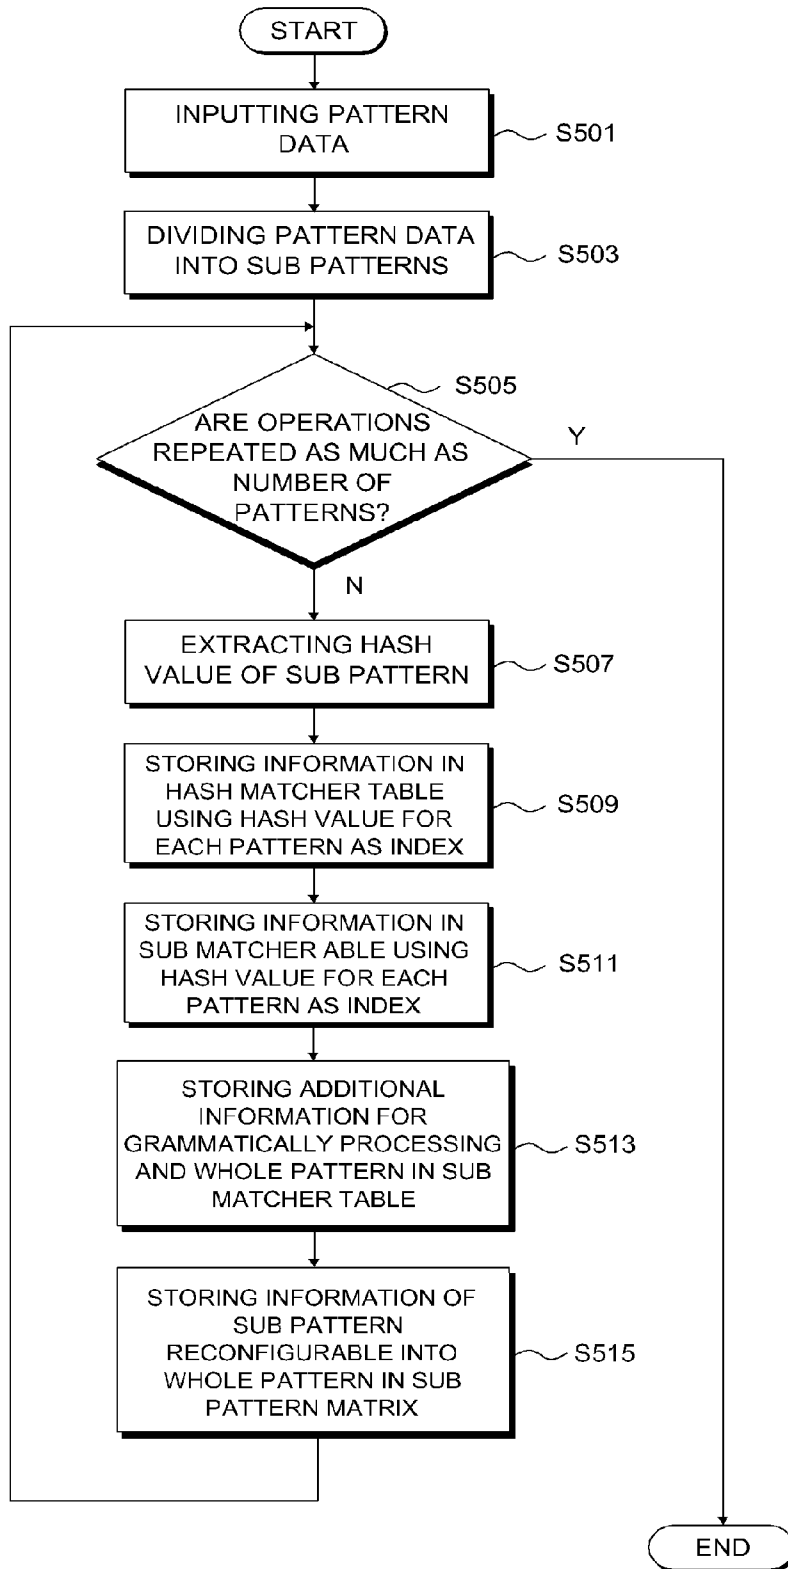 START
INPUTTING PATTERN
DATA
S501
DIVIDING PATTERN DATA
INTO SUB PATTERNS
S503
S505
ARE OPERATIONS
REPEATED AS MUCH AS
NUMBER OF
PATTERNS?
Y
N
EXTRACTING HASH
VALUE OF SUB PATTERN
S507
STORING INFORMATION IN
HASH MATCHER TABLE
USING HASH VALUE FOR
EACH PATTERN AS INDEX
S509
STORING INFORMATION IN
SUB MATCHER ABLE USING
HASH VALUE FOR EACH
PATTERN AS INDEX
S511
STORING ADDITIONAL
INFORMATION FOR
GRAMMATICALLY PROCESSING
AND WHOLE PATTERN IN SUB
MATCHER TABLE
S513
STORING INFORMATION OF
SUB PATTERN
RECONFIGURABLE INTO
WHOLE PATTERN IN SUB
PATTERN MATRIX
S515
END